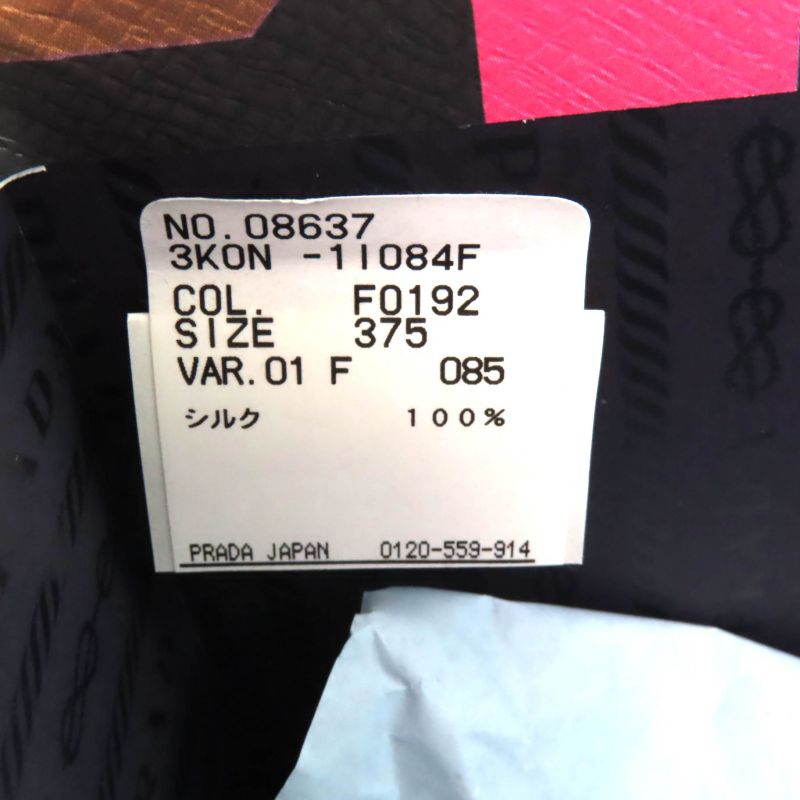 NO.08637
3K0N -1I084F
COL. F0192
SIZE 375
VAR.01 F 085
シルク 100%
PRADA JAPAN 0120-559-914